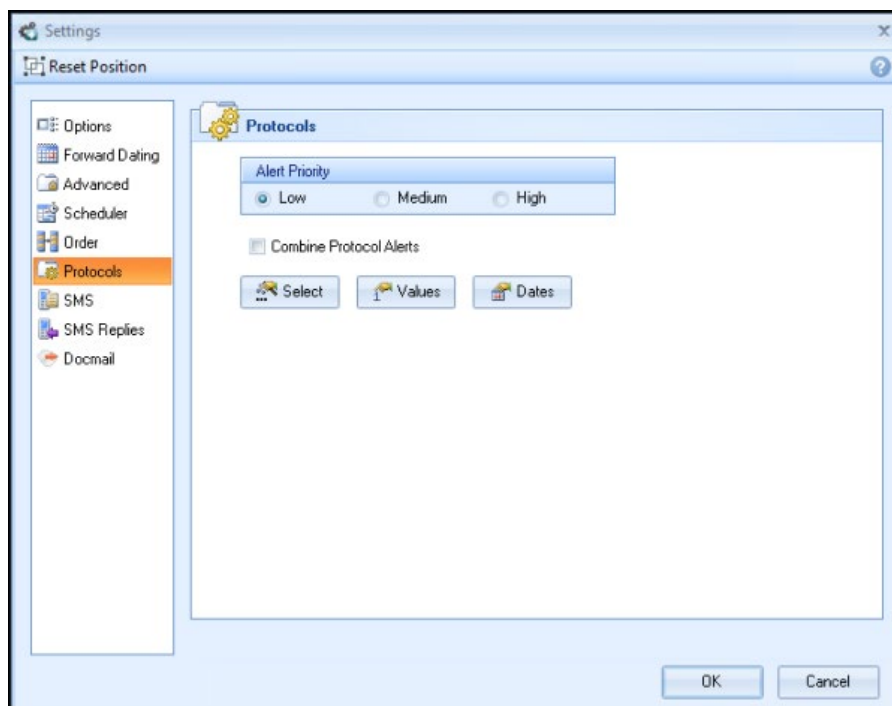 Settings
Reset Position
Options
Forward Dating
Advanced
Scheduler
Order
Protocols
SMS
SMS Replies
Docmail
Protocols
Alert Priority
Low Medium High
Combine Protocol Alerts
Select Values Dates
OK Cancel